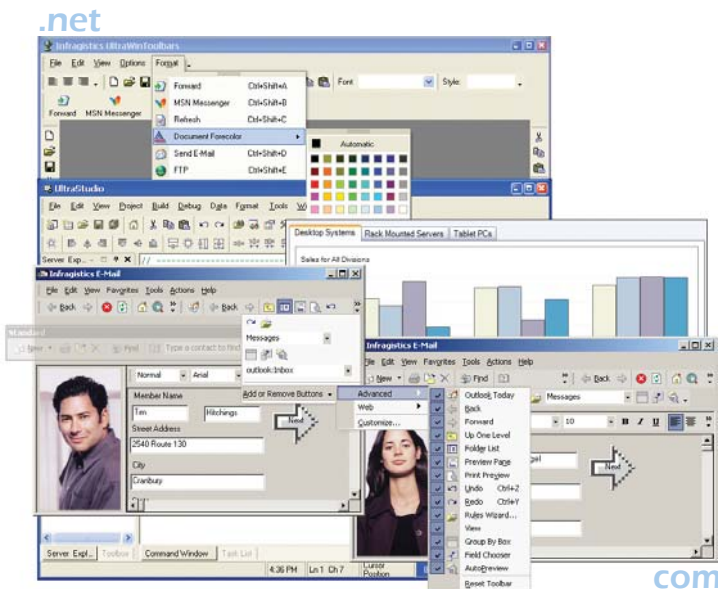 .net
Infragistics UltraWinToolbars
File Edit View Options Format
Font Style:
Forward MSN Messenger
Forward Ctrl+Shift+A
MSN Messenger Ctrl+Shift+B
Refresh Ctrl+Shift+C
Document Forecolor
Send E-Mail Ctrl+Shift+D
FTP Ctrl+Shift+E
Automatic
UltraStudio
File Edit View Project Build Debug Data Format Tools
Server Exp...
//
Desktop Systems Rack Mounted Servers Tablet PCs
Sales for All Divisions
Infragistics E-Mail
File Edit View Favorites Tools Actions Help
Back Back
Standard
New Find Type a contact to find
Messages
outlook:Inbox
Add or Remove Buttons
Normal Arial
Member Name
Tim Hitchings
Next
Street Address
2540 Route 130
City
Cranbury
Infragistics E-Mail
File Edit View Favorites Tools Actions Help
New Find Back
Messages
10 B I U
Next
Advanced
Web
Customize...
Outlook Today
Back
Forward
Up One Level
Folder List
Preview Page
Print Preview
Undo Ctrl+Z
Redo Ctrl+Y
Rules Wizard...
View
Group By Box
Field Chooser
AutoPreview
Reset Toolbar
Server Expl... Toolbox Command Window Task List
4:36 PM Ln 1 Ch 7 Cursor Position
com